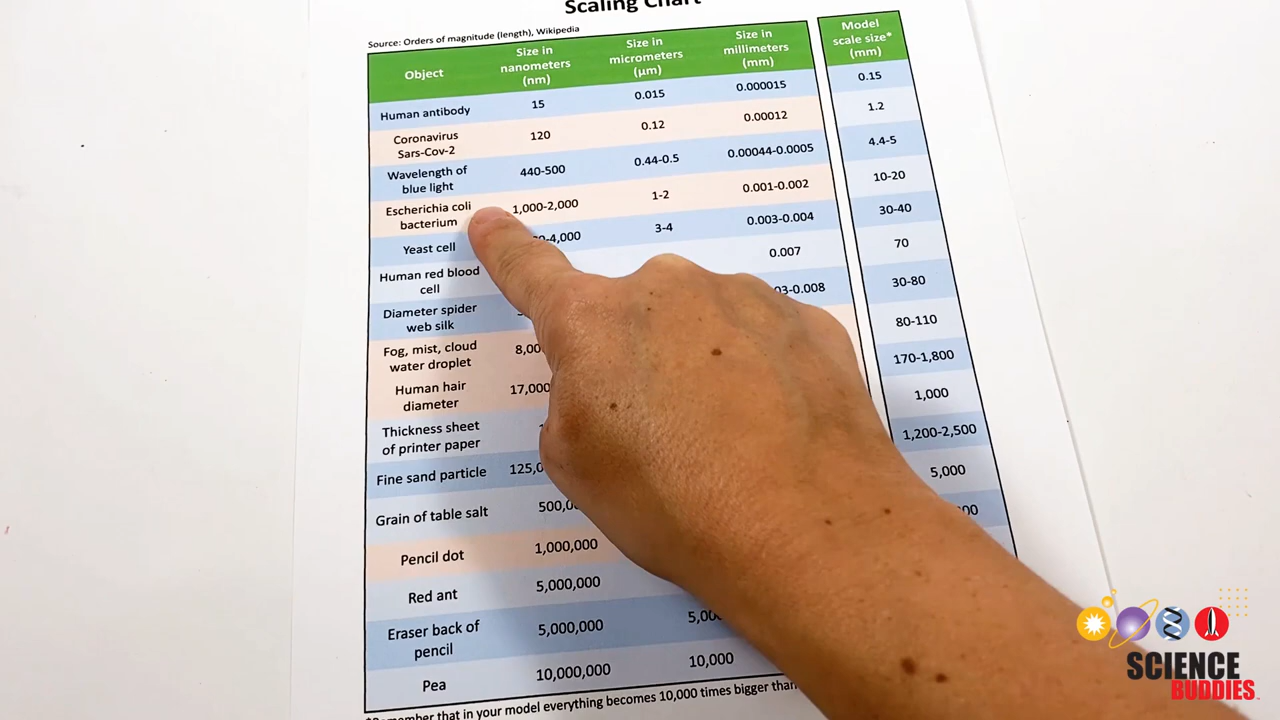 Scaling Chart
Source: Orders of magnitude (length), Wikipedia
Object
Size in
nanometers
(nm)
Size in
micrometers
(μm)
Size in
millimeters
(mm)
Model
scale size*
(mm)
Human antibody
15
0.015
0.000015
0.15
Coronavirus
Sars-Cov-2
120
0.12
0.00012
1.2
Wavelength of
blue light
440-500
0.44-0.5
0.00044-0.0005
4.4-5
Escherichia coli
bacterium
1,000-2,000
1-2
0.001-0.002
10-20
Yeast cell
3-4
0.003-0.004
30-40
Human red blood
cell
0.007
70
Diameter spider
web silk
30-80
Fog, mist, cloud
water droplet
80-110
Human hair
diameter
170-1,800
Thickness sheet
of printer paper
1,000
Fine sand particle
1,200-2,500
Grain of table salt
5,000
Pencil dot
1,000,000
Red ant
5,000,000
Eraser back of
pencil
5,000,000
Pea
10,000,000
10,000
*Remember that in your model everything becomes 10,000 times bigger than
SCIENCE
BUDDIES